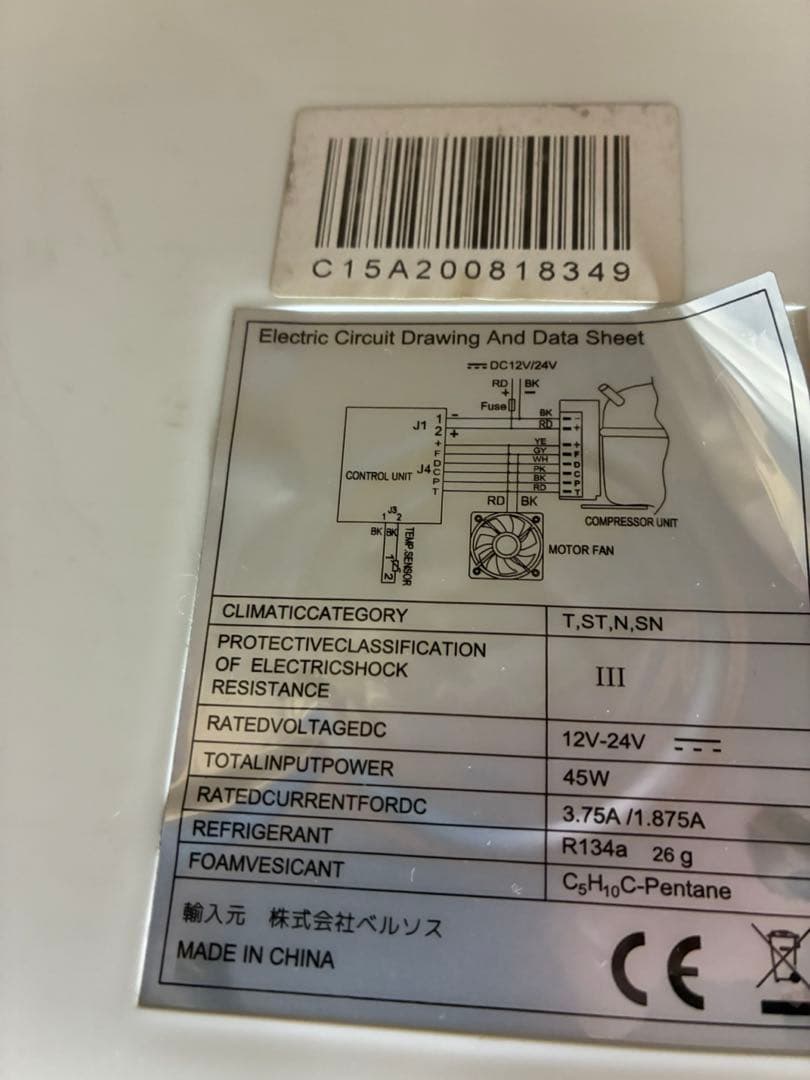 C15A200818349
Electric Circuit Drawing And Data Sheet
DC12V/24V
RD BK
+ −
Fuse
BK
RD
J1
1 −
2 +
CONTROL UNIT
J4
+
F
D
C
P
T
YE
GY
WH
PK
BK
RD
−
+
+
F
D
C
P
T
RD BK
COMPRESSOR UNIT
MOTOR FAN
J3
1 2
BK BK
TEMP.SENSOR
1
2
CLIMATICCATEGORY T,ST,N,SN
PROTECTIVECLASSIFICATION
OF ELECTRICSHOCK
RESISTANCE
III
RATEDVOLTAGEDC 12V-24V
TOTALINPUTPOWER 45W
RATEDCURRENTFORDC 3.75A /1.875A
REFRIGERANT R134a 26 g
FOAMVESICANT C₅H₁₀C-Pentane
輸入元 株式会社ベルソス
MADE IN CHINA
CE